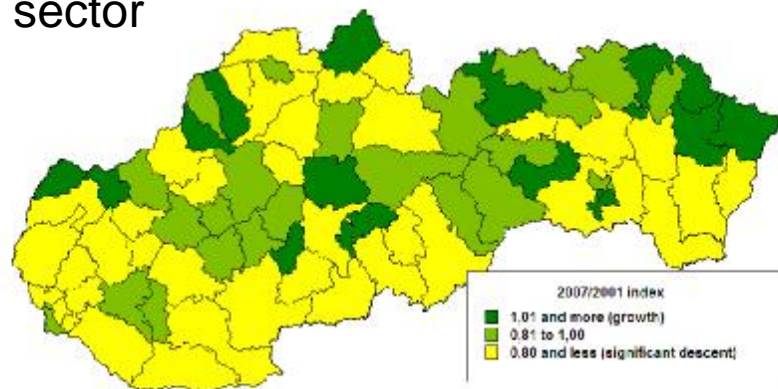 sector
2007/2001 index
1,01 and more (growth)
0,81 to 1,00
0,80 and less (significant descent)